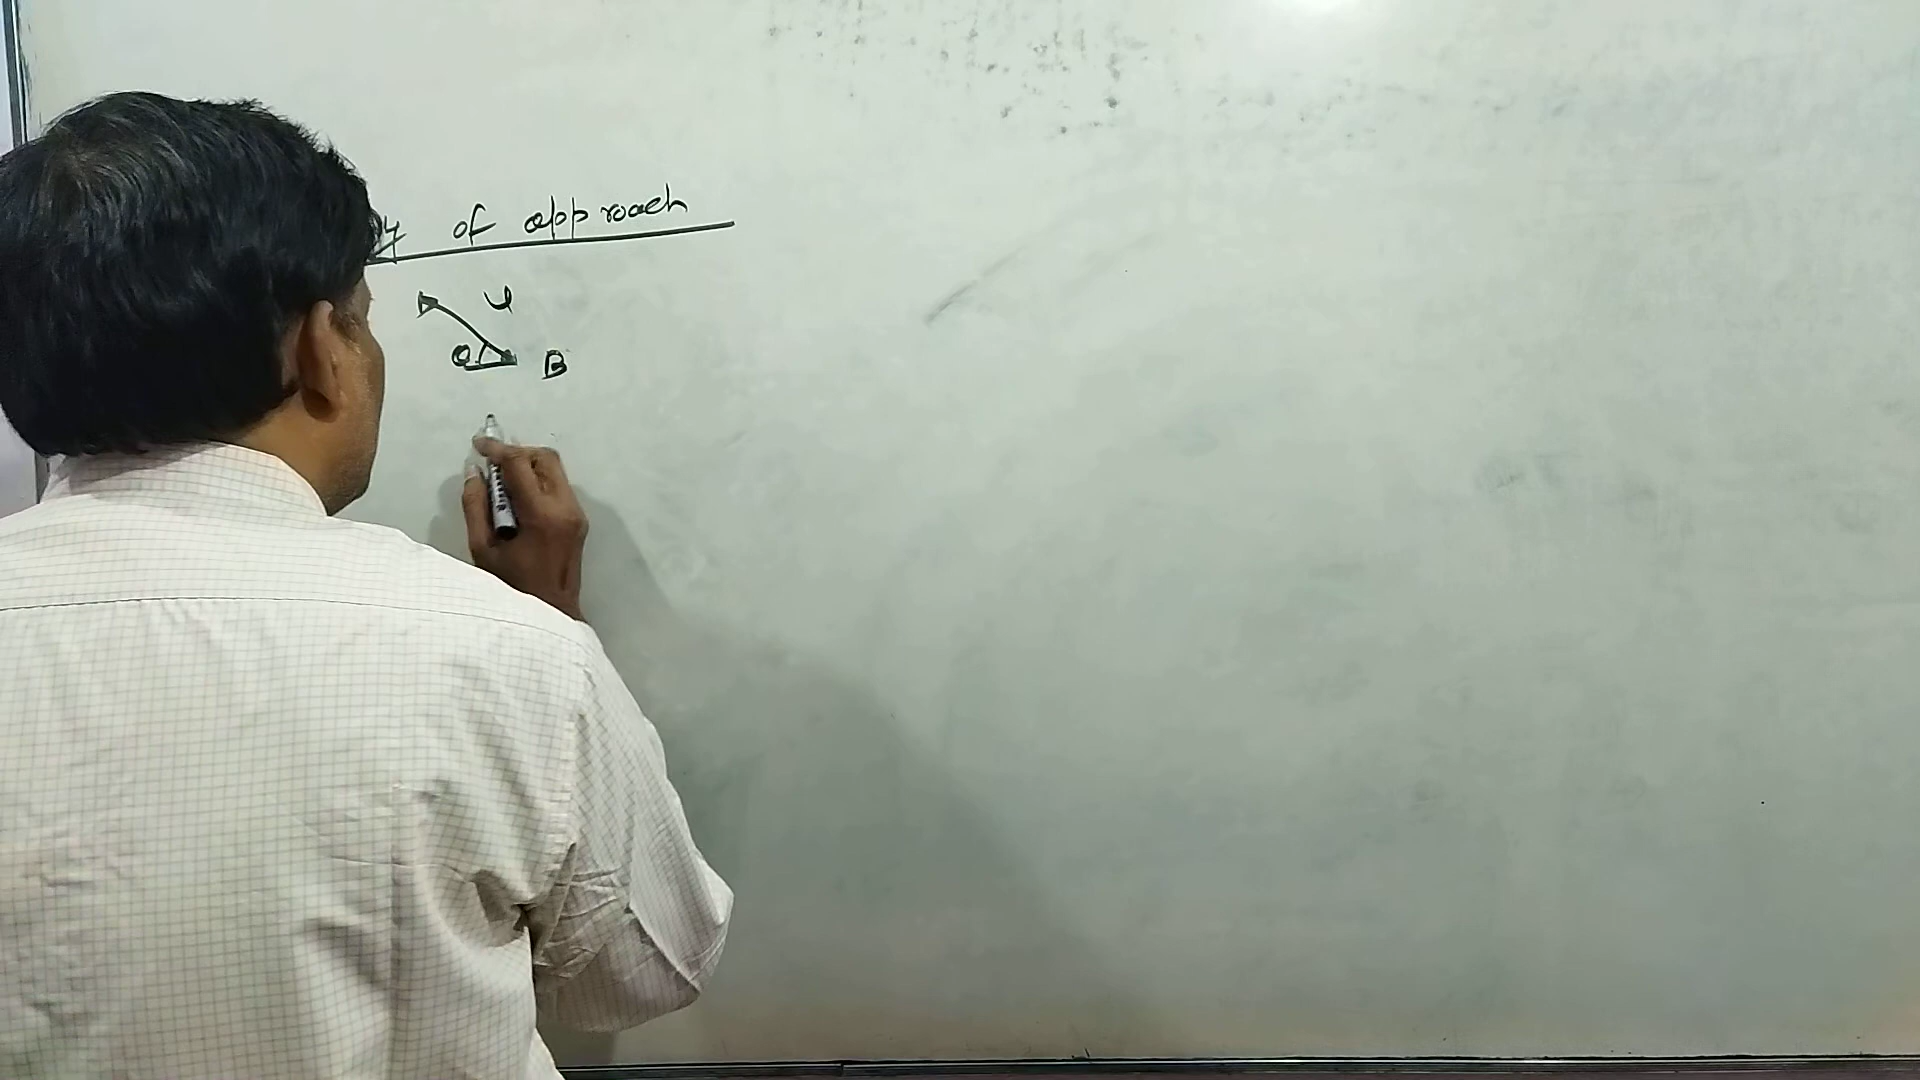 y of approach
u
θ B